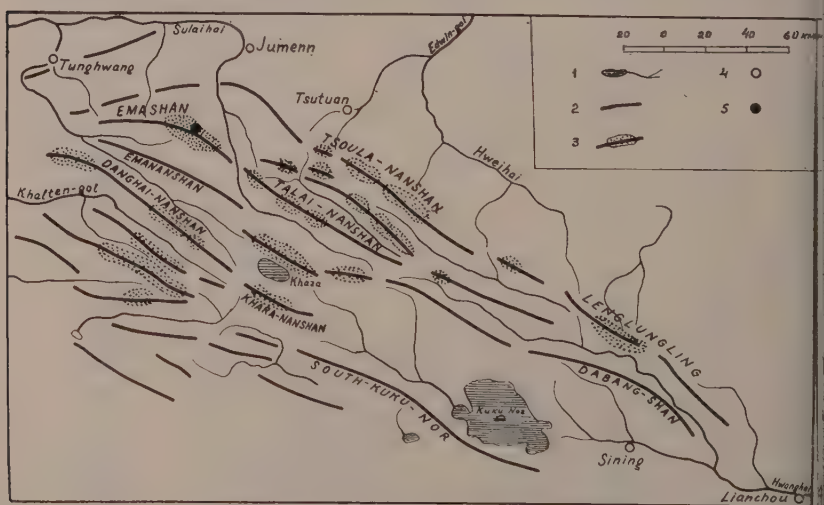 Sulaihai
Jumenn
Tunghwang
Edwin-gol
Tsutuan
EMASHAN
TSOULA-NANSHAN
Hweihai
EMANANSHAN
DANGHAI-NANSHAN
TALAI-NANSHAN
Khalten-gol
Khaza
KHARA-NANSHAN
LENGLUNGLING
SOUTH-KUKU-NOR
DABANG-SHAN
KUKU Nor
Sining
Lianchou
20 0 20 40 60 KM
1 4
2 5
3